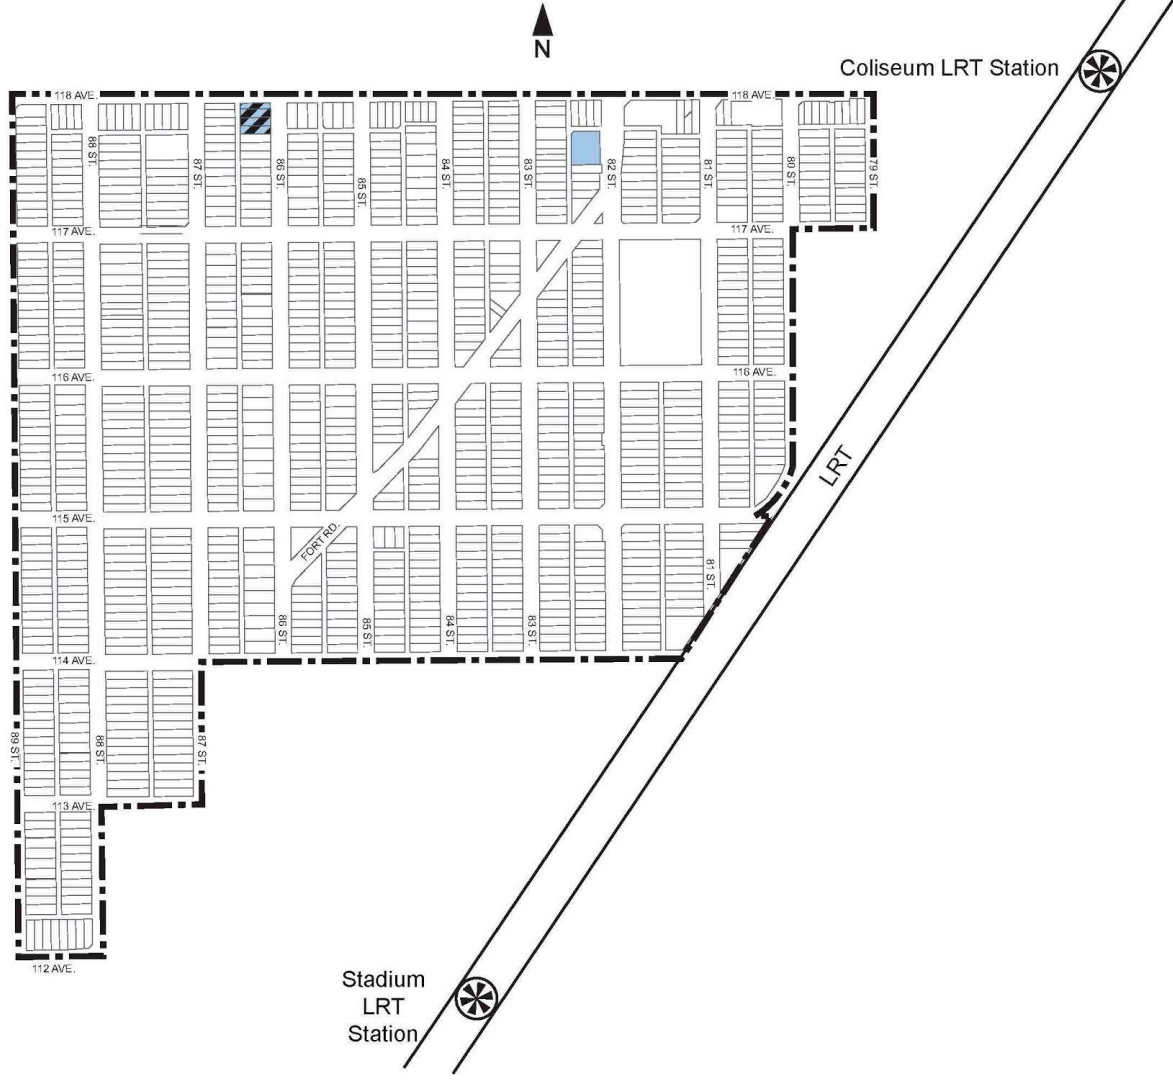 N
Coliseum LRT Station
118 AVE.
118 AVE.
88 ST.
87 ST.
86 ST.
85 ST.
84 ST.
83 ST.
82 ST.
81 ST.
80 ST.
79 ST.
117 AVE.
117 AVE.
116 AVE.
116 AVE.
LRT
115 AVE.
FORT RD.
81 ST.
86 ST.
85 ST.
84 ST.
83 ST.
114 AVE.
89 ST.
88 ST.
87 ST.
113 AVE.
112 AVE.
Stadium
LRT
Station